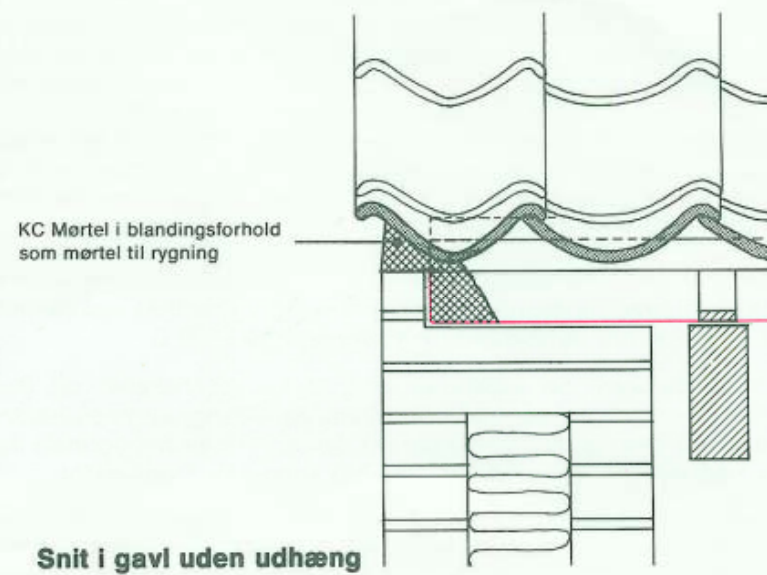 KC Mørtel i blandingsforhold
som mørtel til rygning
Snit i gavl uden udhæng